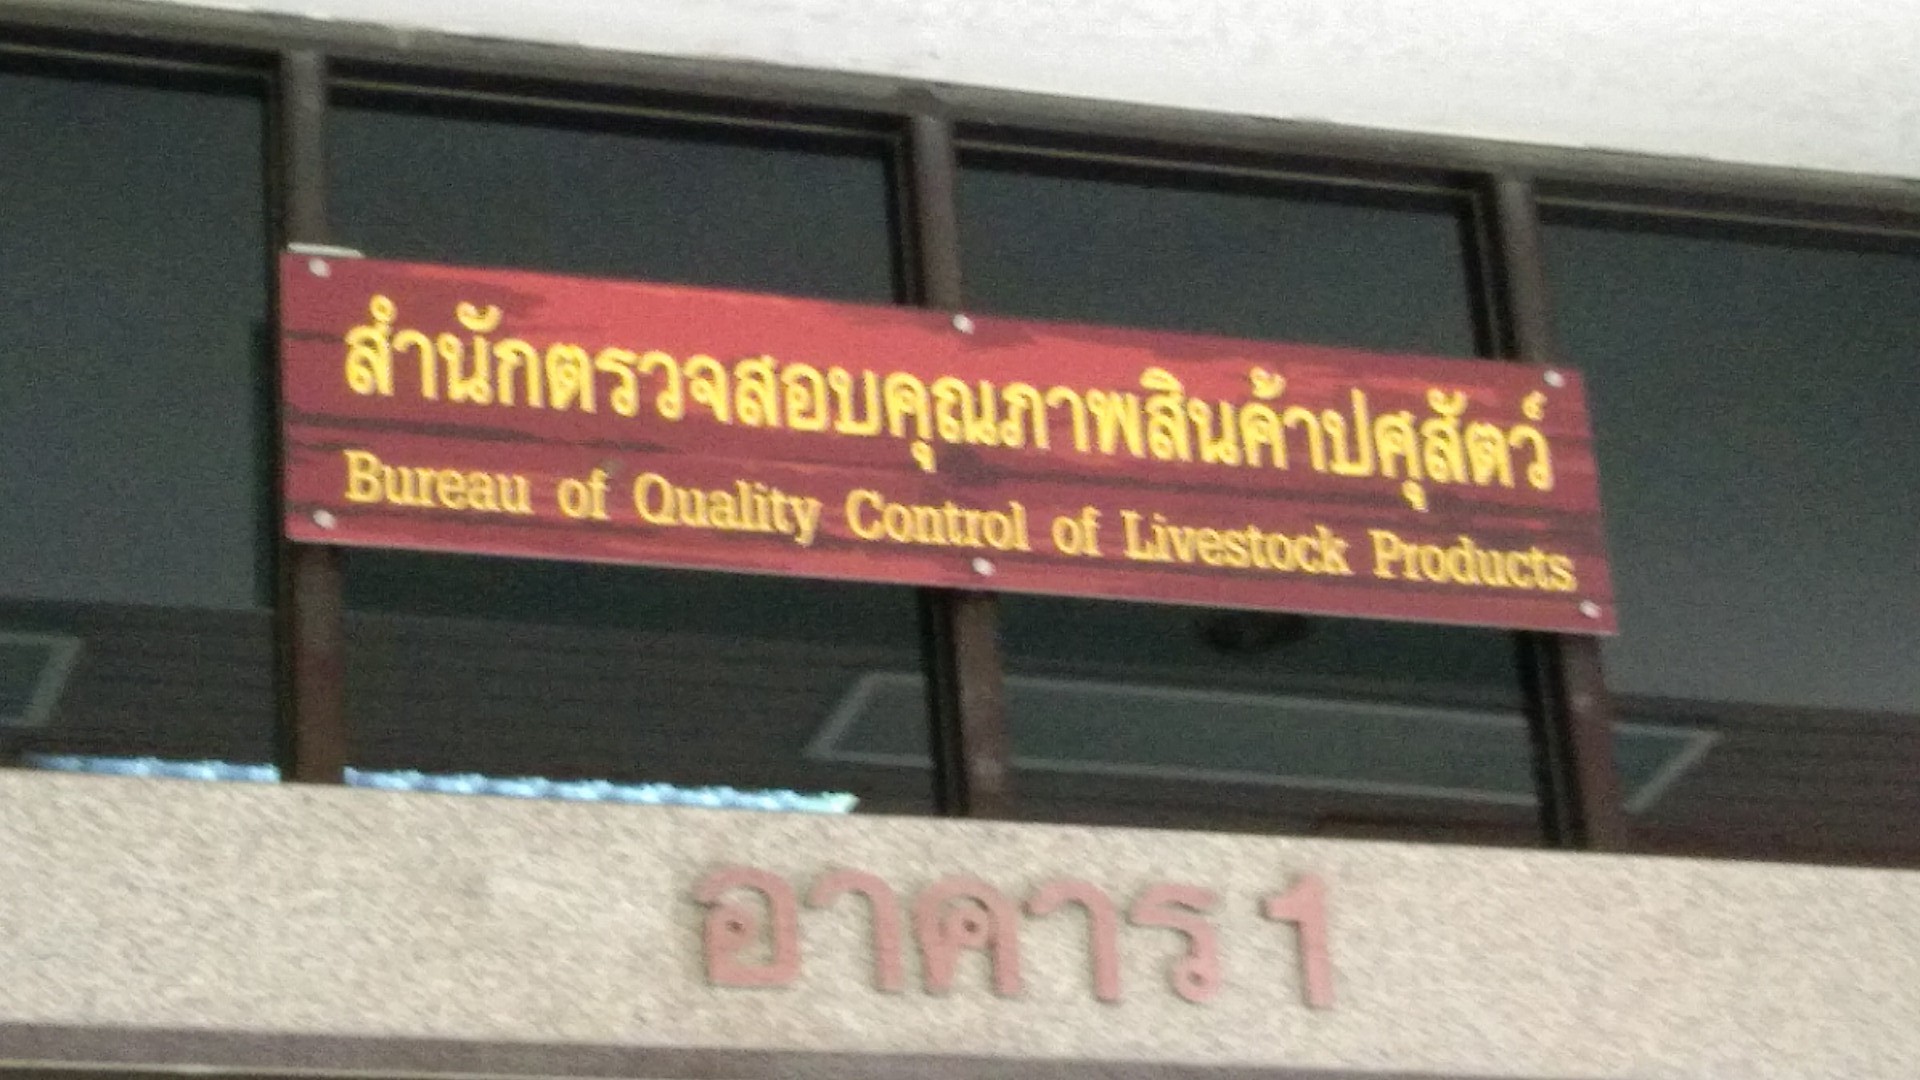 สำนักตรวจสอบคุณภาพสินค้าปศุสัตว์
Bureau of Quality Control of Livestock Products
อาคาร 1